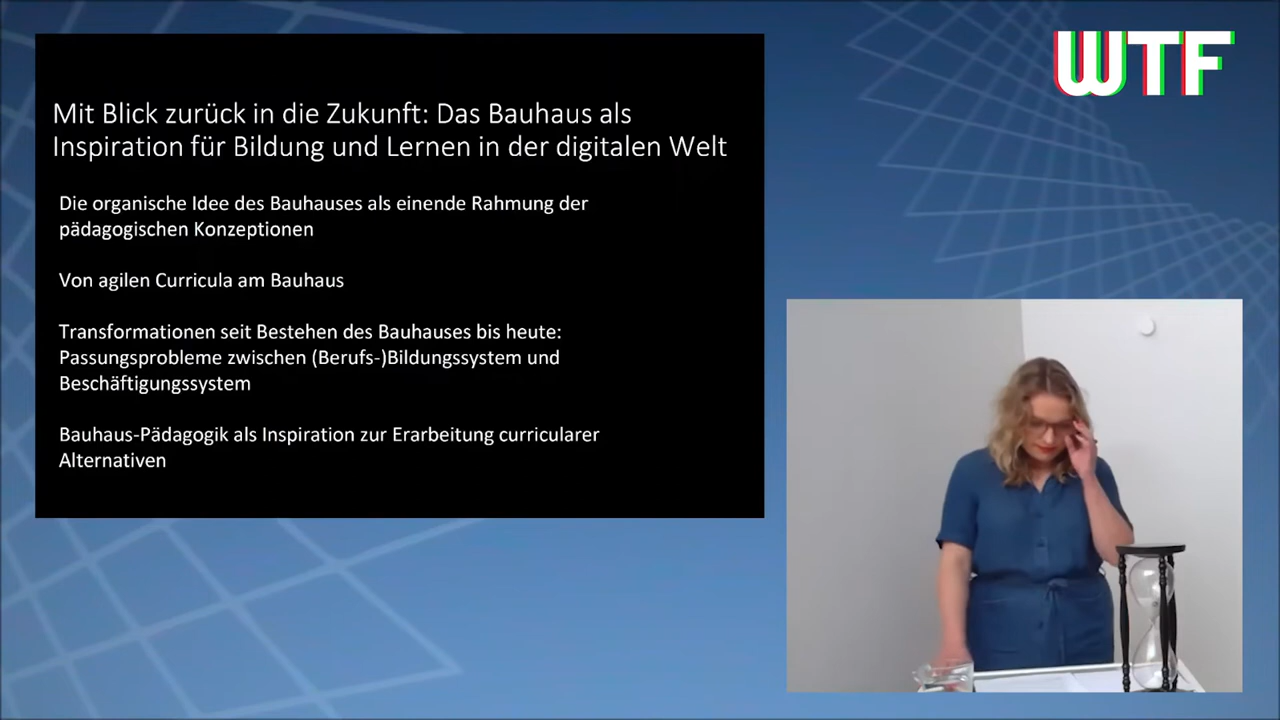 WTF
Mit Blick zurück in die Zukunft: Das Bauhaus als
Inspiration für Bildung und Lernen in der digitalen Welt
Die organische Idee des Bauhauses als einende Rahmung der
pädagogischen Konzeptionen
Von agilen Curricula am Bauhaus
Transformationen seit Bestehen des Bauhauses bis heute:
Passungsprobleme zwischen (Berufs-)Bildungssystem und
Beschäftigungssystem
Bauhaus-Pädagogik als Inspiration zur Erarbeitung curricularer
Alternativen